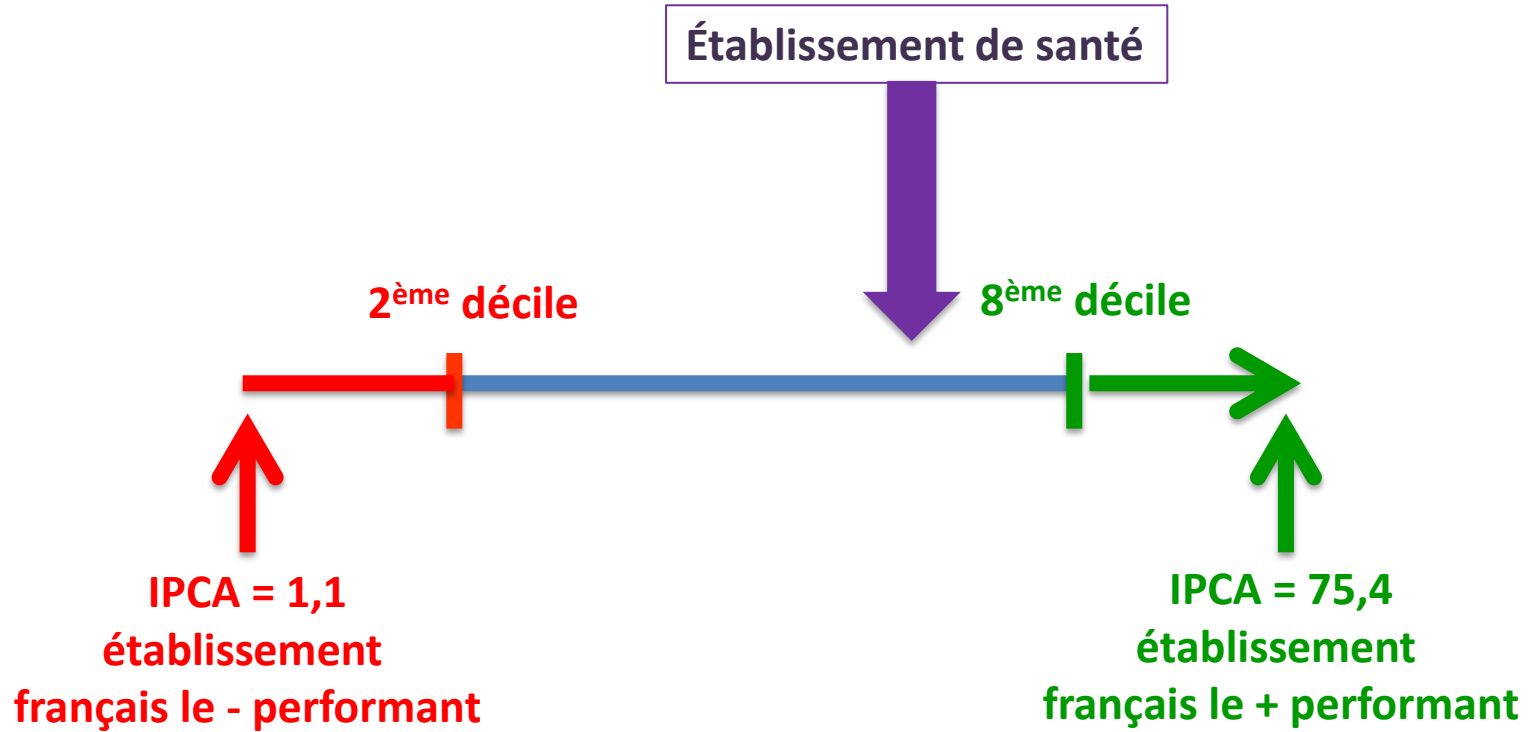 Établissement de santé
2ème décile
8ème décile
IPCA = 1,1
établissement
français le - performant
IPCA = 75,4
établissement
français le + performant